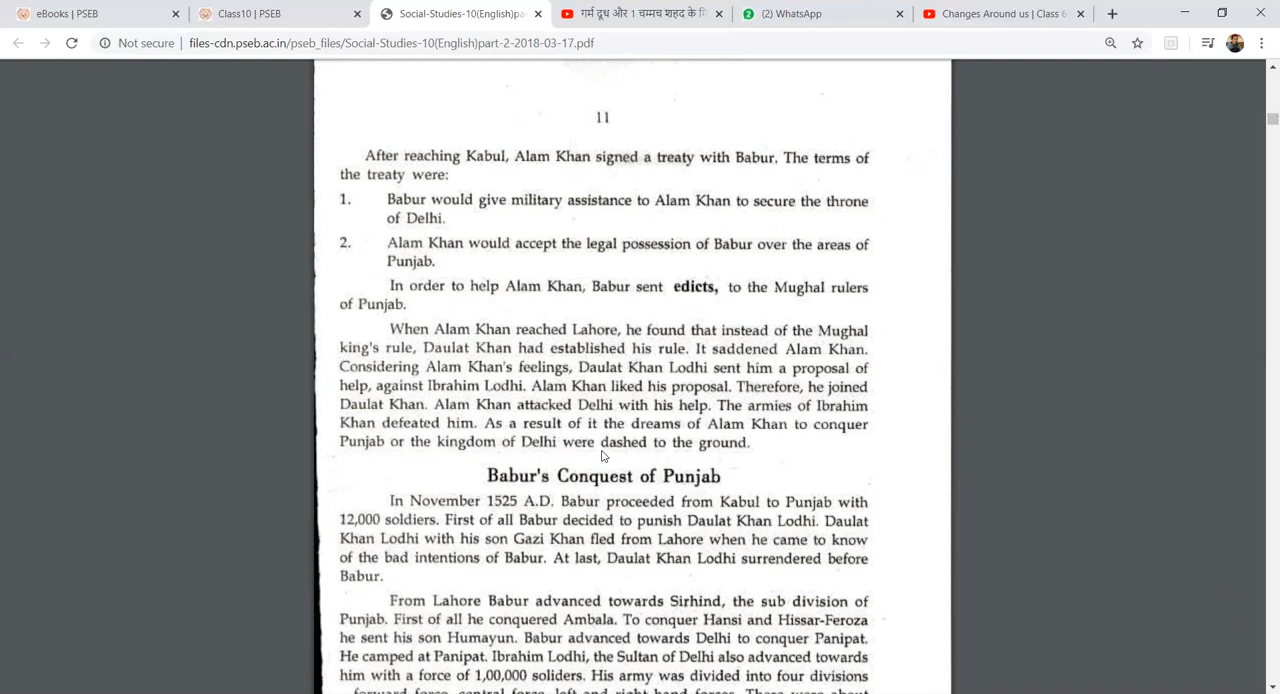 eBooks | PSEB
Class10 | PSEB
Social-Studies-10(English)pa
गर्म दूध और 1 चम्मच शहद के
(2) WhatsApp
Changes Around us | Class 6
Not secure | files-cdn.pseb.ac.in/pseb_files/Social-Studies-10(English)part-2-2018-03-17.pdf
11
After reaching Kabul, Alam Khan signed a treaty with Babur. The terms of
the treaty were:
1. Babur would give military assistance to Alam Khan to secure the throne
of Delhi.
2. Alam Khan would accept the legal possession of Babur over the areas of
Punjab.
In order to help Alam Khan, Babur sent edicts, to the Mughal rulers
of Punjab.
When Alam Khan reached Lahore, he found that instead of the Mughal
king's rule, Daulat Khan had established his rule. It saddened Alam Khan.
Considering Alam Khan's feelings, Daulat Khan Lodhi sent him a proposal of
help, against Ibrahim Lodhi. Alam Khan liked his proposal. Therefore, he joined
Daulat Khan. Alam Khan attacked Delhi with his help. The armies of Ibrahim
Khan defeated him. As a result of it the dreams of Alam Khan to conquer
Punjab or the kingdom of Delhi were dashed to the ground.
Babur's Conquest of Punjab
In November 1525 A.D. Babur proceeded from Kabul to Punjab with
12,000 soldiers. First of all Babur decided to punish Daulat Khan Lodhi. Daulat
Khan Lodhi with his son Gazi Khan fled from Lahore when he came to know
of the bad intentions of Babur. At last, Daulat Khan Lodhi surrendered before
Babur.
From Lahore Babur advanced towards Sirhind, the sub division of
Punjab. First of all he conquered Ambala. To conquer Hansi and Hissar-Feroza
he sent his son Humayun. Babur advanced towards Delhi to conquer Panipat.
He camped at Panipat. Ibrahim Lodhi, the Sultan of Delhi also advanced towards
him with a force of 1,00,000 soliders. His army was divided into four divisions
forward force, central force, left and right hand forces. There were about